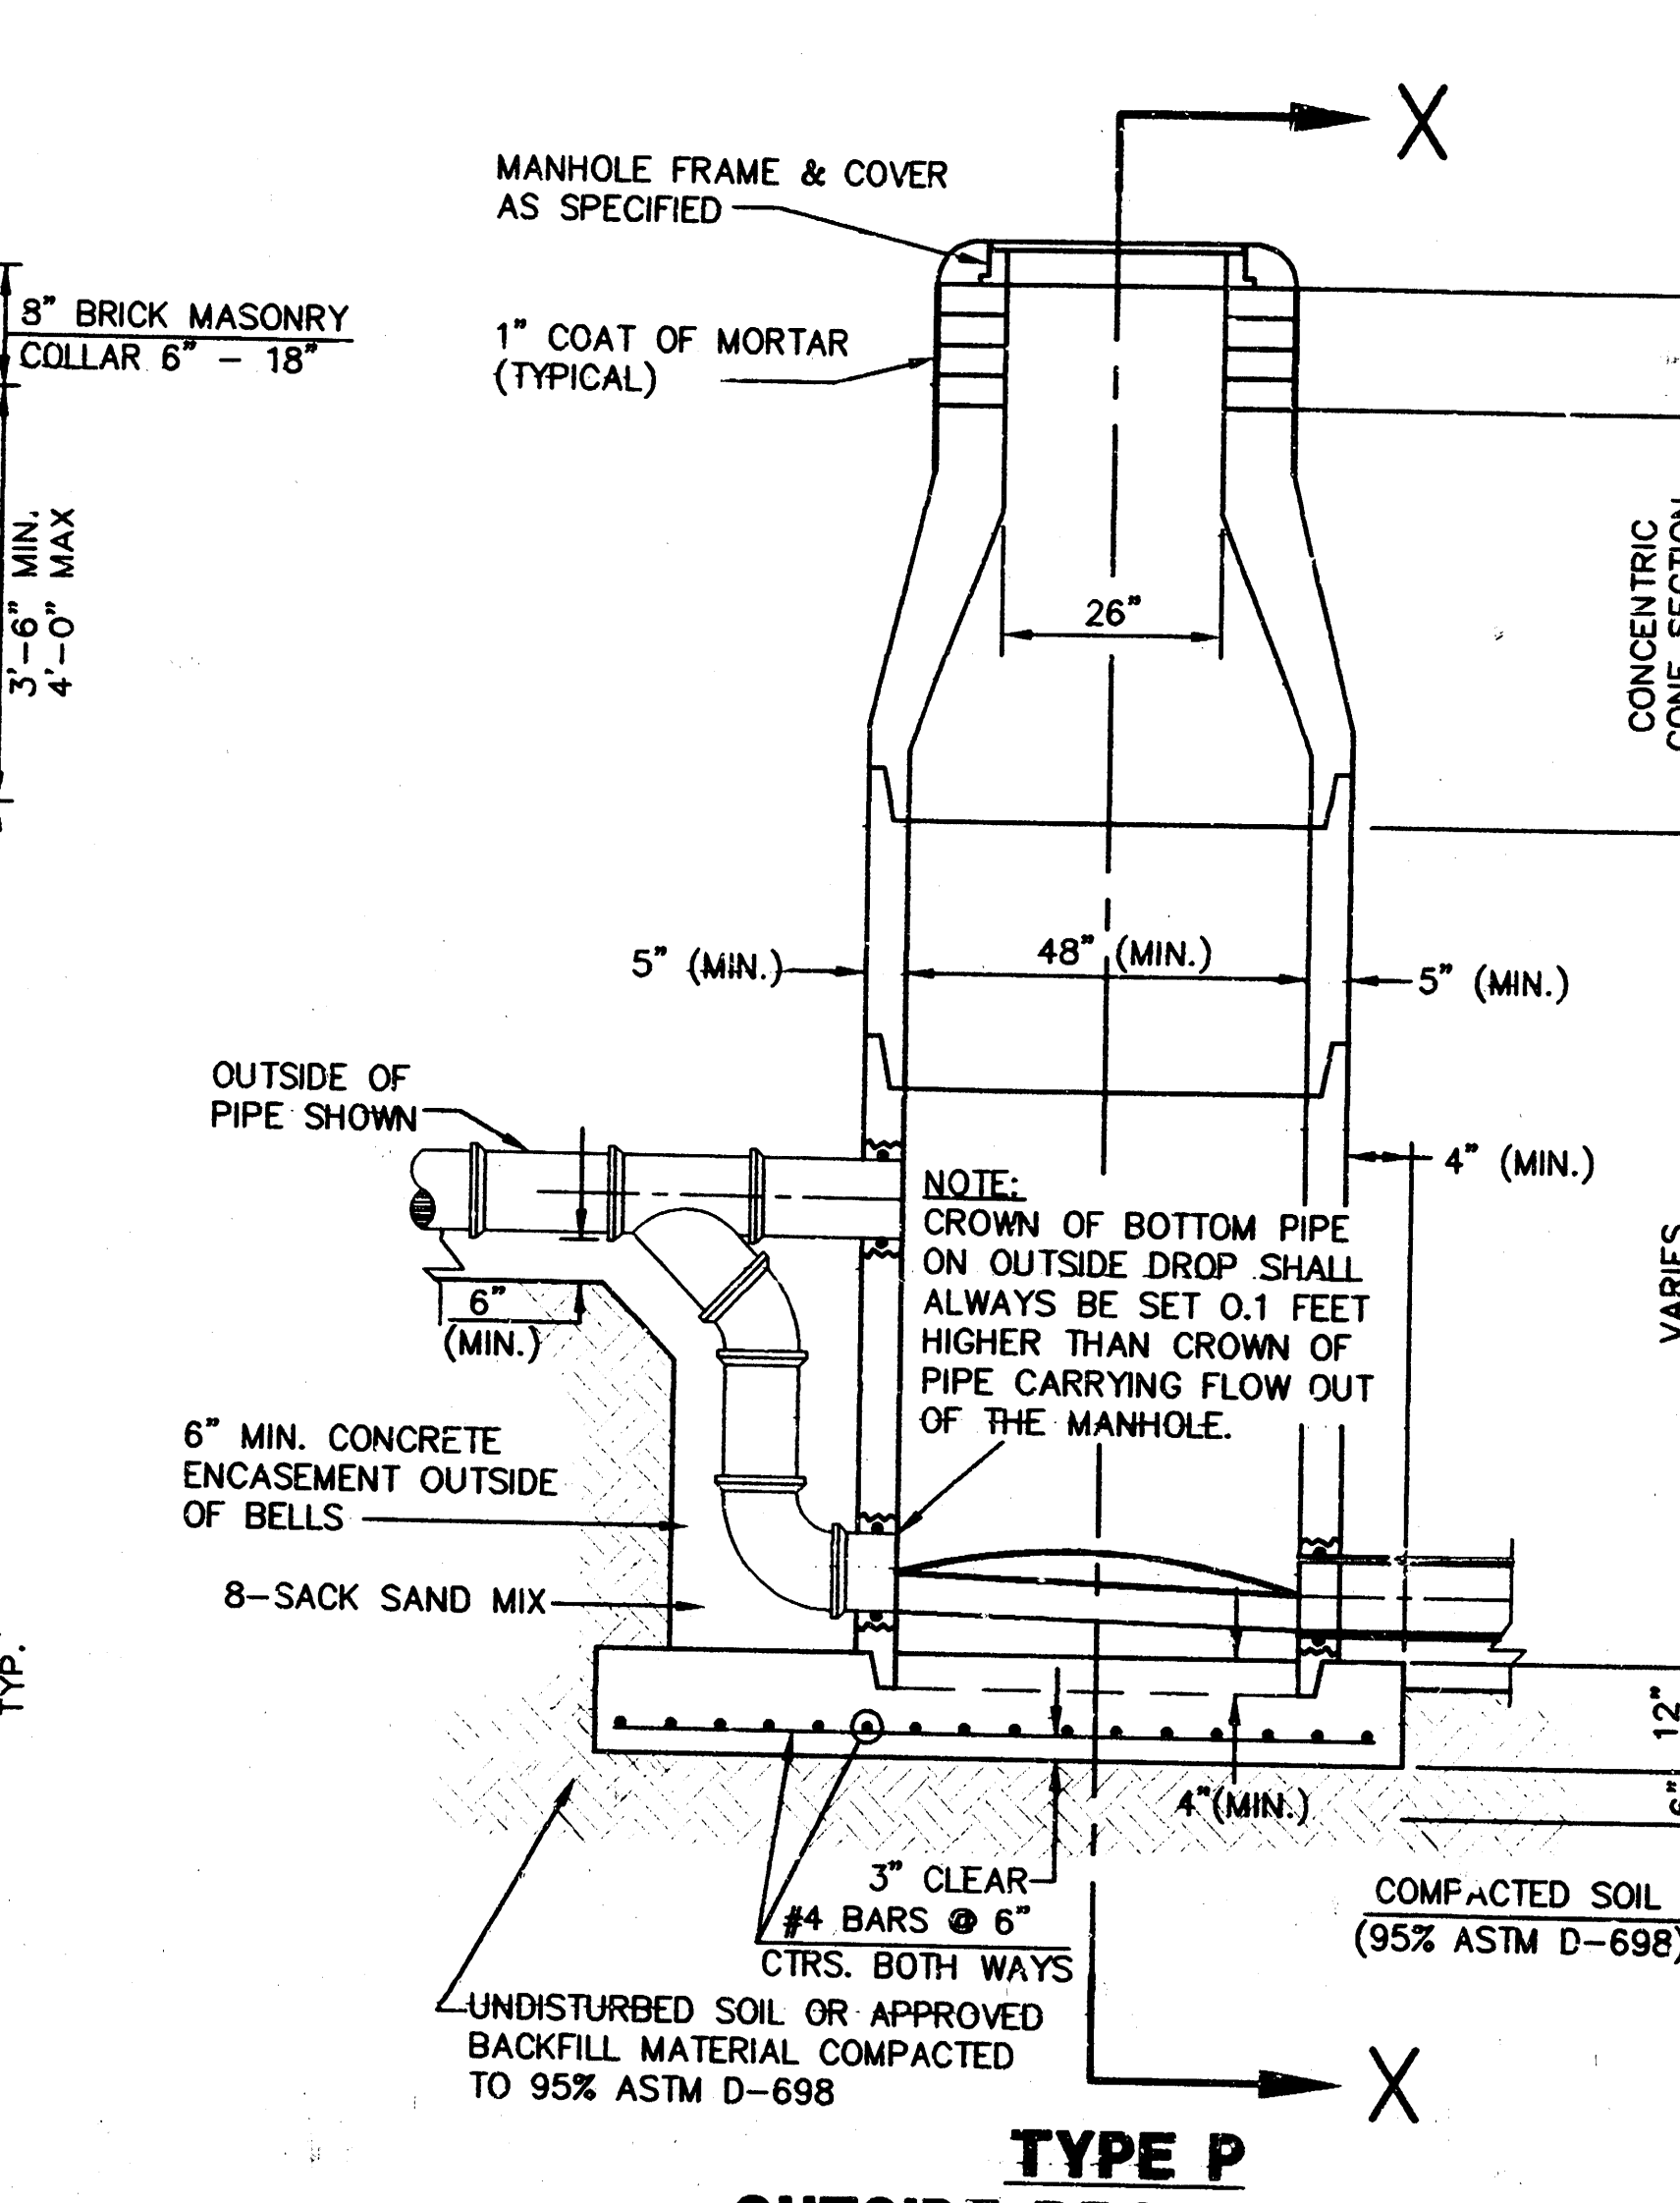 X
MANHOLE FRAME & COVER
AS SPECIFIED
8" BRICK MASONRY
COLLAR 6" - 18"
1" COAT OF MORTAR
(TYPICAL)
3'-6" MIN.
4'-0" MAX
CONCENTRIC
CONE SECTION
26"
5" (MIN.)
48" (MIN.)
5" (MIN.)
OUTSIDE OF
PIPE SHOWN
4" (MIN.)
NOTE:
CROWN OF BOTTOM PIPE
ON OUTSIDE DROP SHALL
ALWAYS BE SET 0.1 FEET
HIGHER THAN CROWN OF
PIPE CARRYING FLOW OUT
OF THE MANHOLE.
VARIES
6"
(MIN.)
6" MIN. CONCRETE
ENCASEMENT OUTSIDE
OF BELLS
8-SACK SAND MIX
TYP.
12"
6"
4"(MIN.)
3" CLEAR
#4 BARS @ 6"
CTRS. BOTH WAYS
COMPACTED SOIL
(95% ASTM D-698)
UNDISTURBED SOIL OR APPROVED
BACKFILL MATERIAL COMPACTED
TO 95% ASTM D-698
X
TYPE P
OUTSIDE